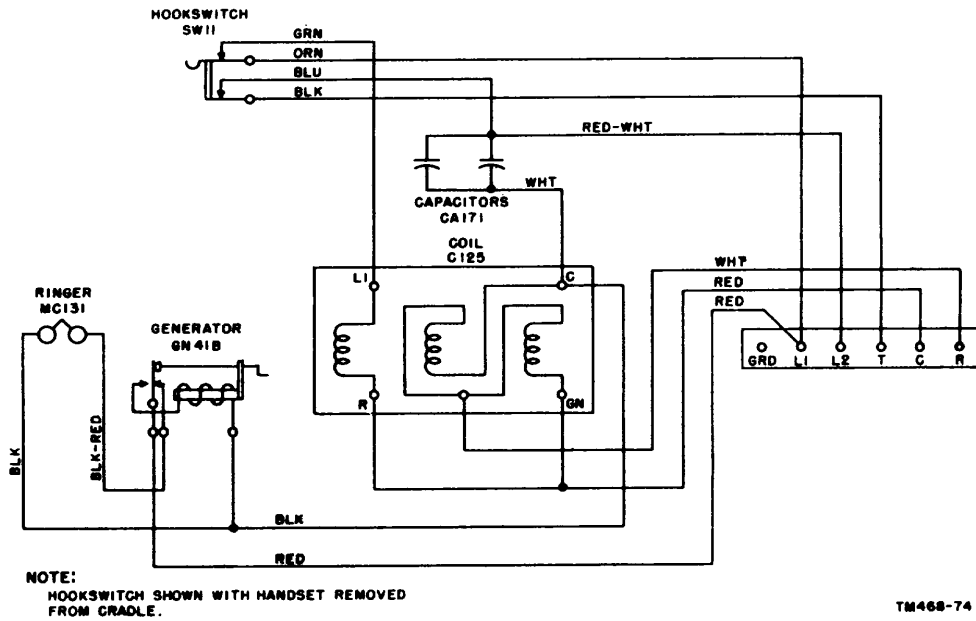 HOOKSWITCH
SW11
GRN
ORN
BLU
BLK
RED-WHT
WHT
CAPACITORS
CA171
COIL
C125
L1
C
WHT
RED
RED
RINGER
MC131
GENERATOR
GN41B
GRD L1 L2 T C R
R
GN
BLK
BLK-RED
BLK
RED
NOTE:
HOOKSWITCH SHOWN WITH HANDSET REMOVED
FROM CRADLE.
TM468-74